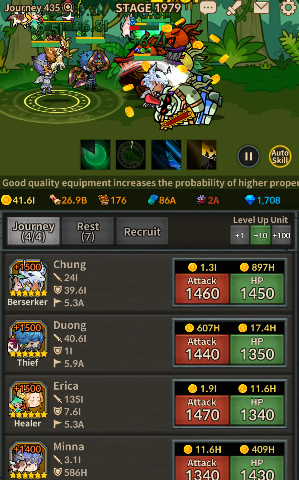 Journey 435
STAGE 1979
Auto
Skill
Good quality equipment increases the probability of higher proper
41.6I 26.9B 176 86A 2A 1,708
Journey
(4/4)
Rest
(7)
Recruit
Level Up Unit
+1 +10 +100
+1500
Berserker
Chung
24I
39.6I
5.3A
1.3I
Attack
1460
897H
HP
1450
+1500
Thief
Duong
40.6I
1I
5.9A
607H
Attack
1440
17.4H
HP
1350
+1500
Healer
Erica
135I
7.6I
5.3A
1.9I
Attack
1470
11.6H
HP
1340
+1400
Minna
3.1I
586H
11.6H
Attack
1340
409H
HP
1430